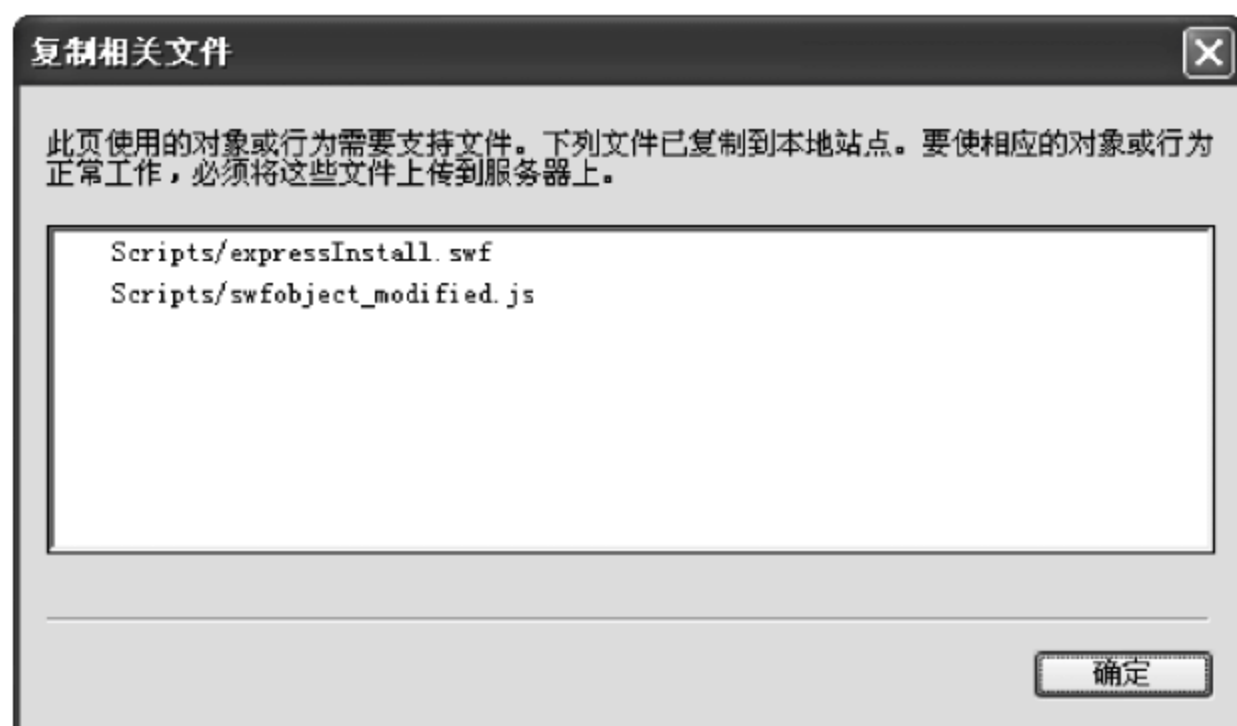 复制相关文件
此页使用的对象或行为需要支持文件。下列文件已复制到本地站点。要使相应的对象或行为
正常工作，必须将这些文件上传到服务器上。
Scripts/expressInstall.swf
Scripts/swfobject_modified.js
确定